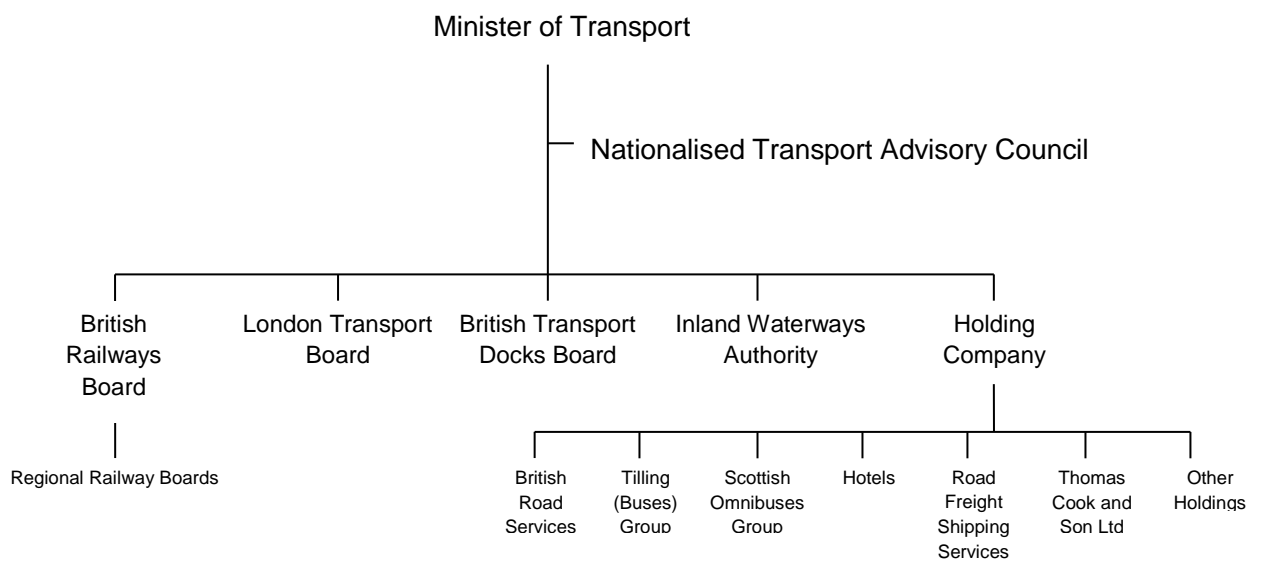 Minister of Transport
Nationalised Transport Advisory Council
British
Railways
Board
London Transport
Board
British Transport
Docks Board
Inland Waterways
Authority
Holding
Company
Regional Railway Boards
British
Road
Services
Tilling
(Buses)
Group
Scottish
Omnibuses
Group
Hotels
Road
Freight
Shipping
Services
Thomas
Cook and
Son Ltd
Other
Holdings